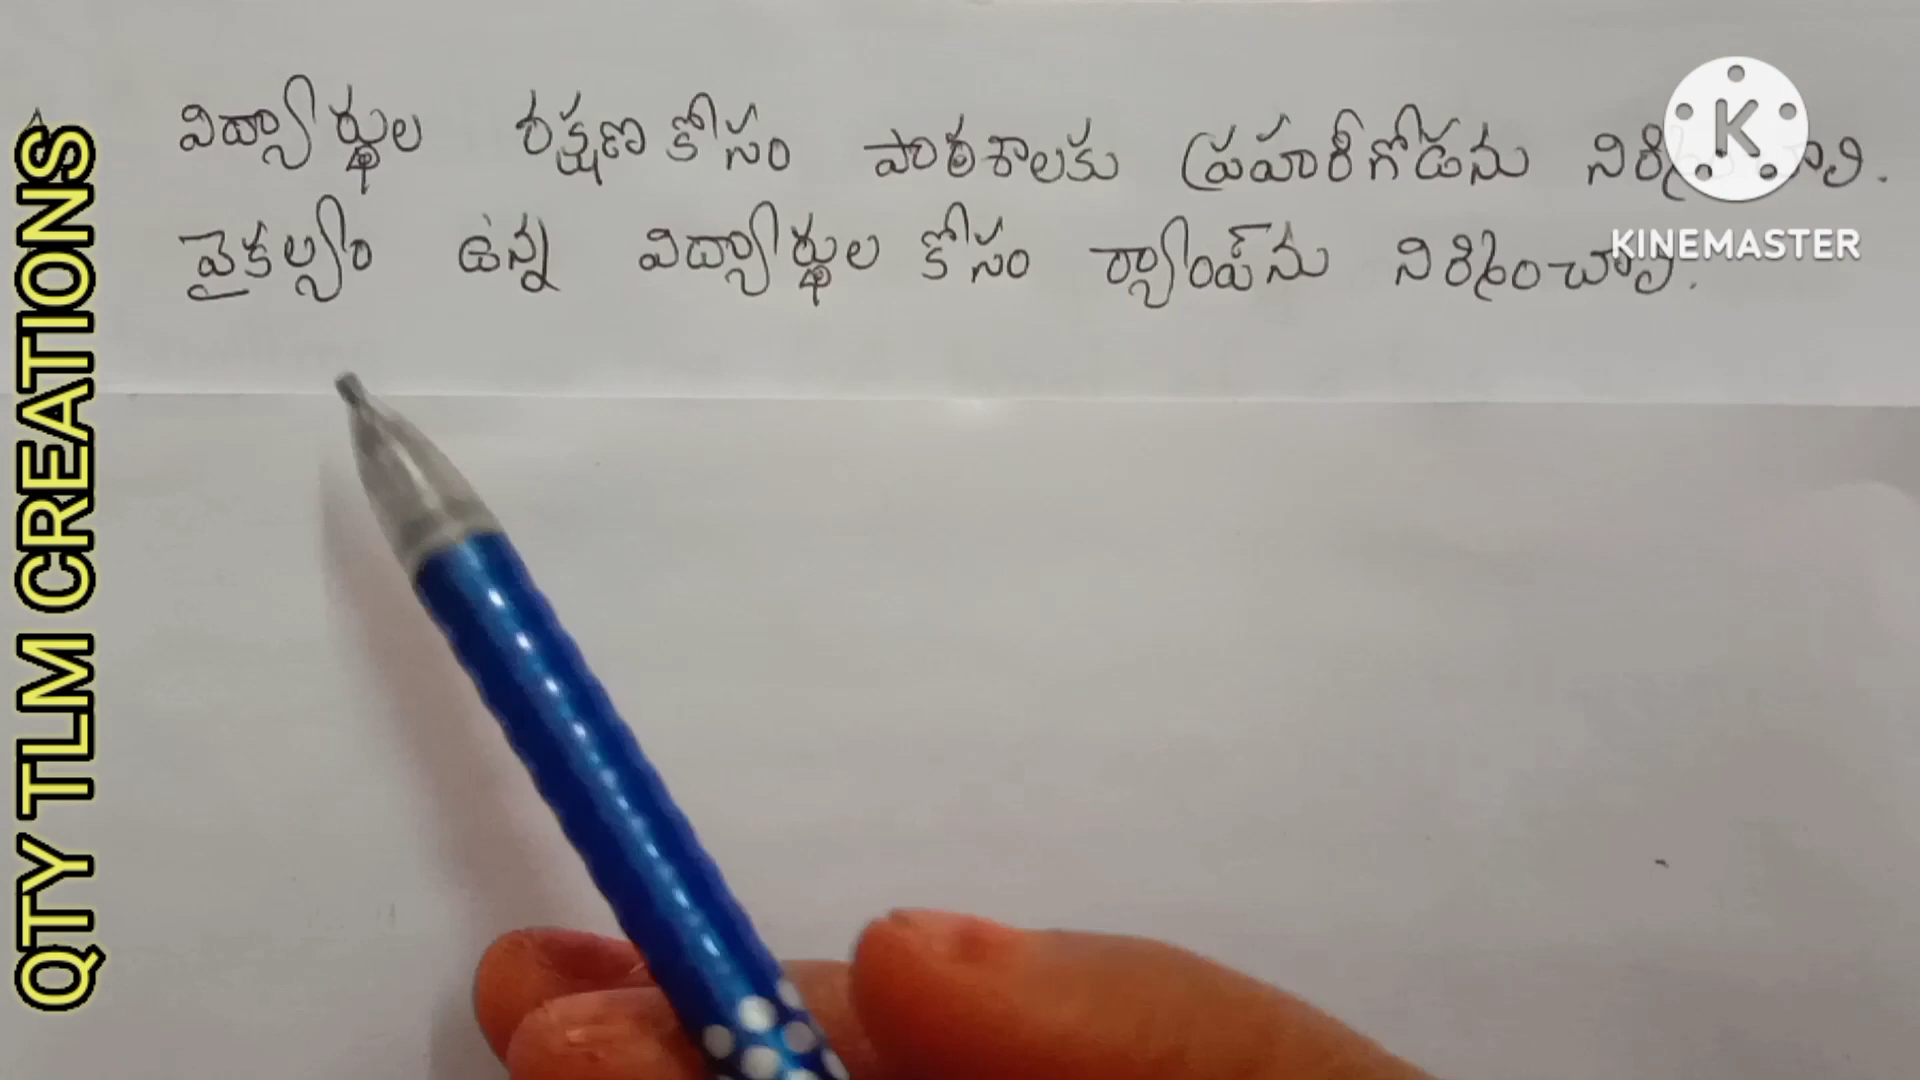 విద్యార్థుల రక్షణ కోసం పాఠశాలకు ప్రహరీగోడను నిర్మించాలి.
వైకల్యం ఉన్న విద్యార్థుల కోసం ర్యాంప్‌ను నిర్మించాలి.
QTY TLM CREATIONS
K
KINEMASTER